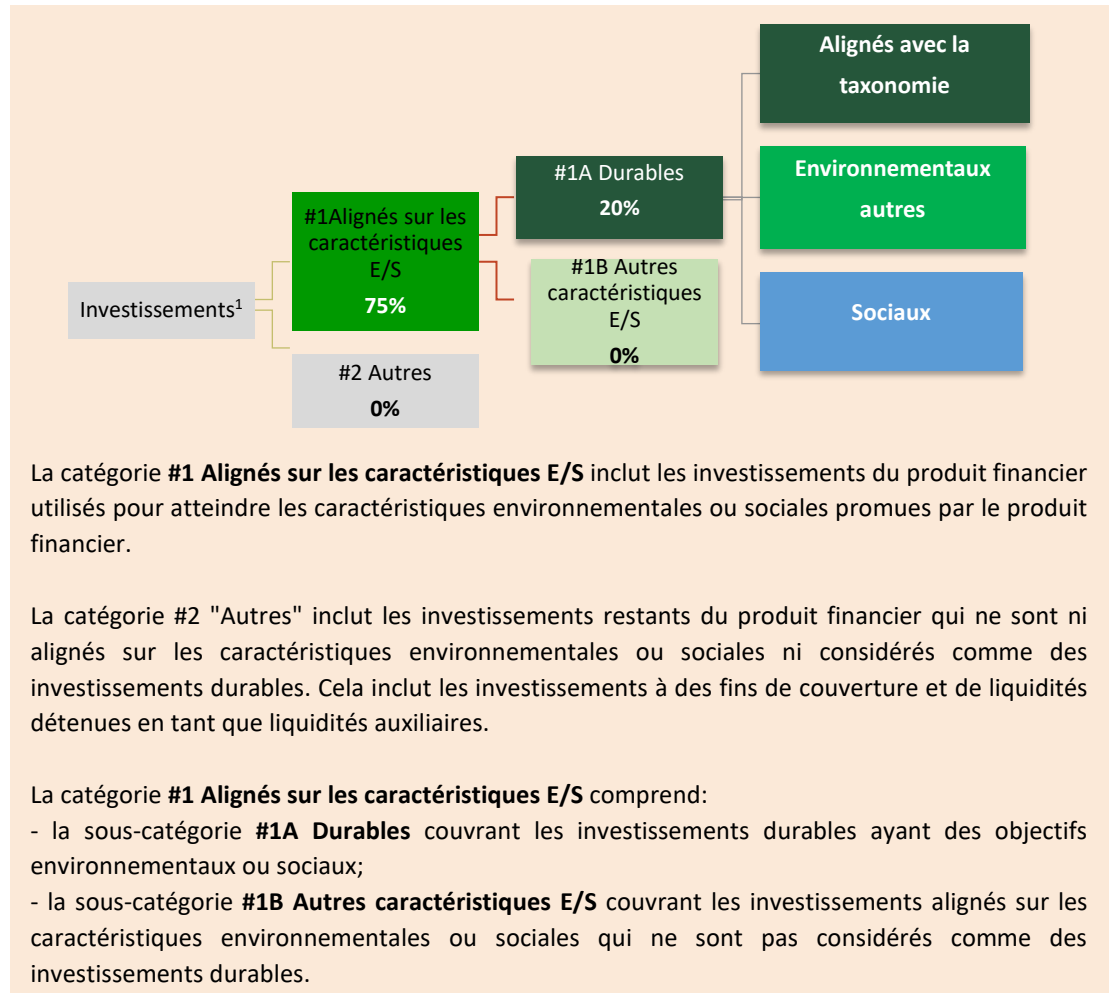 Alignés avec la
taxonomie
#1A Durables
20%
Environnementaux
autres
#1Alignés sur les
caractéristiques
E/S
75%
#1B Autres
caractéristiques
E/S
0%
Investissements1
Sociaux
#2 Autres
0%
La catégorie #1 Alignés sur les caractéristiques E/S inclut les investissements du produit financier
utilisés pour atteindre les caractéristiques environnementales ou sociales promues par le produit
financier.
La catégorie #2 "Autres" inclut les investissements restants du produit financier qui ne sont ni
alignés sur les caractéristiques environnementales ou sociales ni considérés comme des
investissements durables. Cela inclut les investissements à des fins de couverture et de liquidités
détenues en tant que liquidités auxiliaires.
La catégorie #1 Alignés sur les caractéristiques E/S comprend:
- la sous-catégorie #1A Durables couvrant les investissements durables ayant des objectifs
environnementaux ou sociaux;
- la sous-catégorie #1B Autres caractéristiques E/S couvrant les investissements alignés sur les
caractéristiques environnementales ou sociales qui ne sont pas considérés comme des
investissements durables.